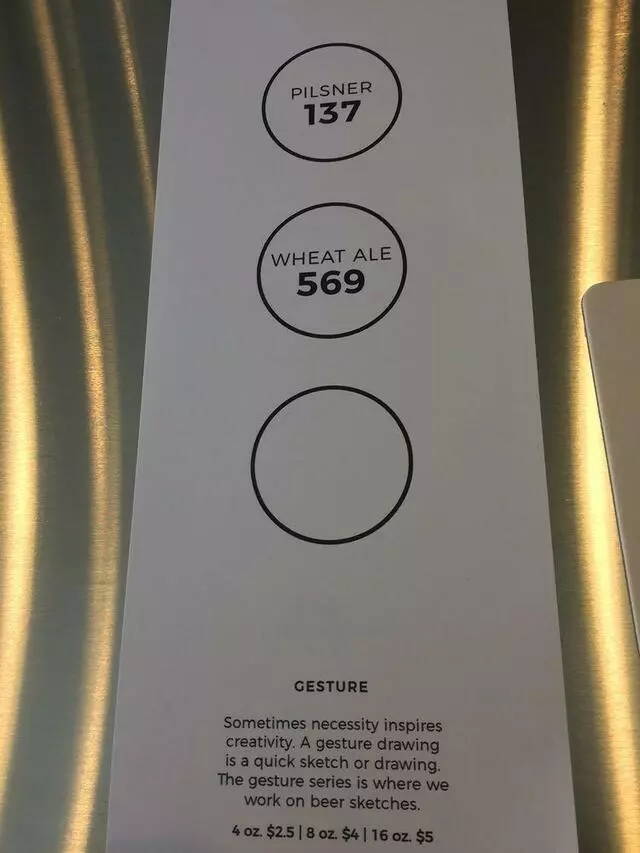 PILSNER
137
WHEAT ALE
569
GESTURE
Sometimes necessity inspires
creativity. A gesture drawing
is a quick sketch or drawing.
The gesture series is where we
work on beer sketches.
4 oz. $2.5 | 8 oz. $4 | 16 oz. $5